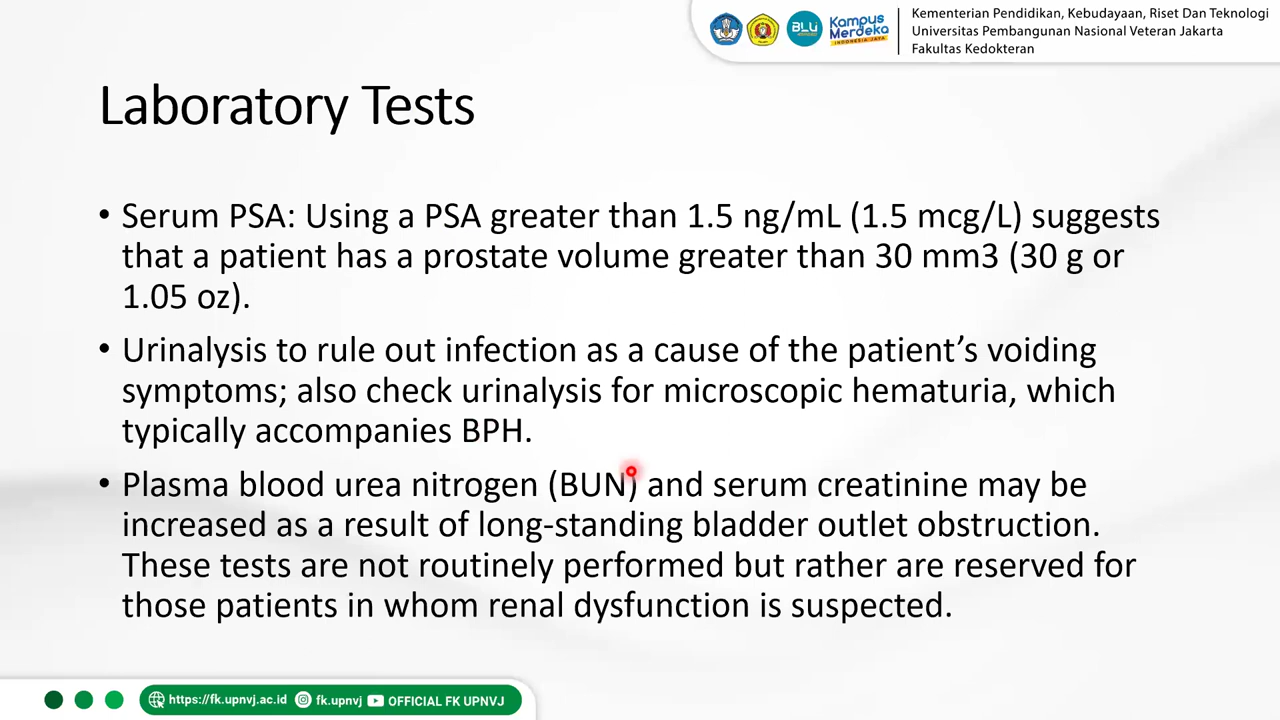 Kementerian Pendidikan, Kebudayaan, Riset Dan Teknologi
Universitas Pembangunan Nasional Veteran Jakarta
Fakultas Kedokteran
BLU
Kampus
Merdeka
INDONESIA JAYA
Laboratory Tests
• Serum PSA: Using a PSA greater than 1.5 ng/mL (1.5 mcg/L) suggests
that a patient has a prostate volume greater than 30 mm3 (30 g or
1.05 oz).
• Urinalysis to rule out infection as a cause of the patient’s voiding
symptoms; also check urinalysis for microscopic hematuria, which
typically accompanies BPH.
• Plasma blood urea nitrogen (BUN) and serum creatinine may be
increased as a result of long-standing bladder outlet obstruction.
These tests are not routinely performed but rather are reserved for
those patients in whom renal dysfunction is suspected.
https://fk.upnvj.ac.id fk.upnvj OFFICIAL FK UPNVJ